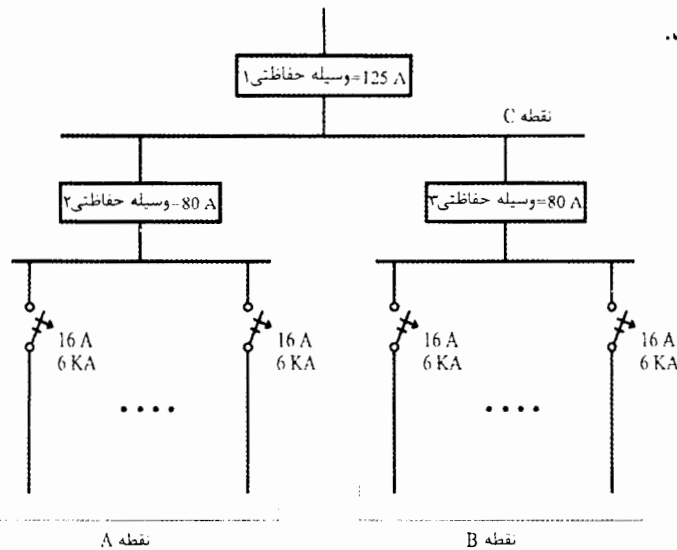 وسیله حفاظتی۱=125 A
نقطه C
وسیله حفاظتی۲=80 A
وسیله حفاظتی۳=80 A
16 A
6 KA
16 A
6 KA
16 A
6 KA
16 A
6 KA
نقطه A
نقطه B